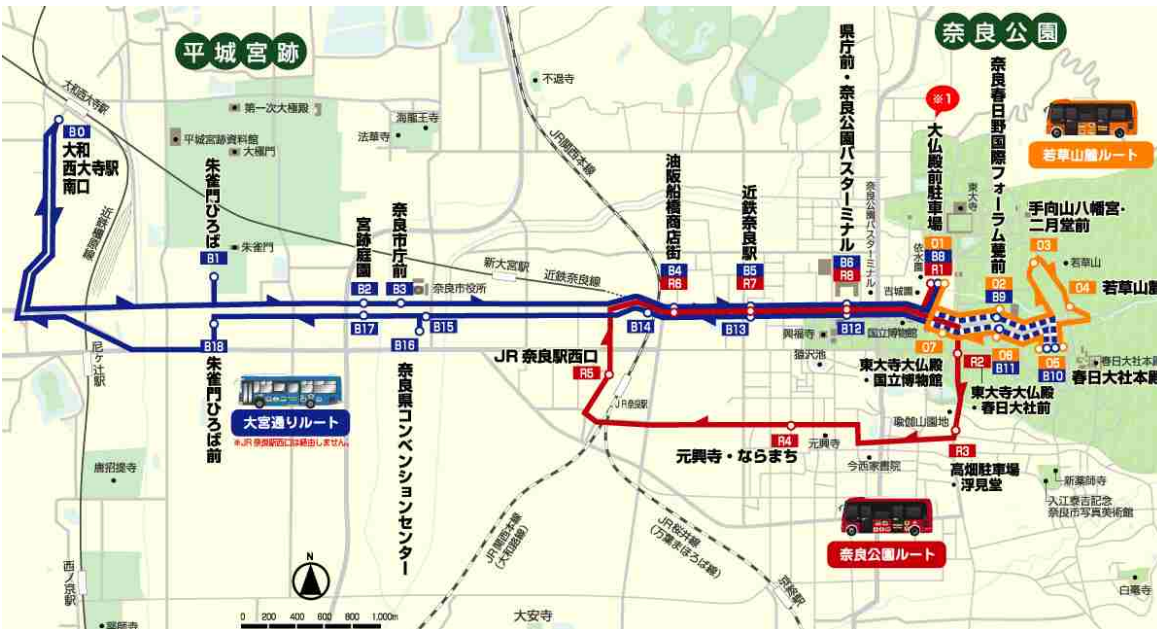 平城宮跡
奈良公園
大和西大寺駅
B0
大和
西大寺駅
南口
第一次大極殿
平城宮跡資料館
大極門
朱雀門
海龍王寺
法華寺
不退寺
JR関西本線
近鉄橿原線
朱雀門ひろば
B1
宮跡庭園
B2
奈良市庁前
B3
奈良市役所
新大宮駅
近鉄奈良線
油阪船橋商店街
B4
R6
近鉄奈良駅
B5
R7
県庁前・奈良公園バスターミナル
B6
R8
奈良公園バスターミナル
※1
大仏殿前駐車場
O1
B8
R1
東大寺
依水園
吉城園
奈良春日野国際フォーラム甍前
O2
B9
若草山麓ルート
手向山八幡宮・
二月堂前
O3
若草山
O4
若草山麓
B18
朱雀門ひろば前
B17
B16
奈良県コンベンションセンター
B15
B14
B13
B12
興福寺
国立博物館
猿沢池
O7
東大寺大仏殿
・国立博物館
O6
B11
O5
B10
春日大社本殿
春日大社本殿
R2
東大寺大仏殿
・春日大社前
尼ヶ辻駅
大宮通りルート
※JR奈良駅西口は経由しません。
JR奈良駅西口
R5
JR奈良駅
R4
元興寺・ならまち
元興寺
今西家書院
瑜伽山園地
R3
高畑駐車場
・浮見堂
新薬師寺
入江泰吉記念
奈良市写真美術館
奈良公園ルート
唐招提寺
西ノ京駅
薬師寺
JR関西本線
(大和路線)
JR桜井線
(万葉まほろば線)
京終駅
大安寺
白毫寺
N
0 200 400 600 800 1,000m